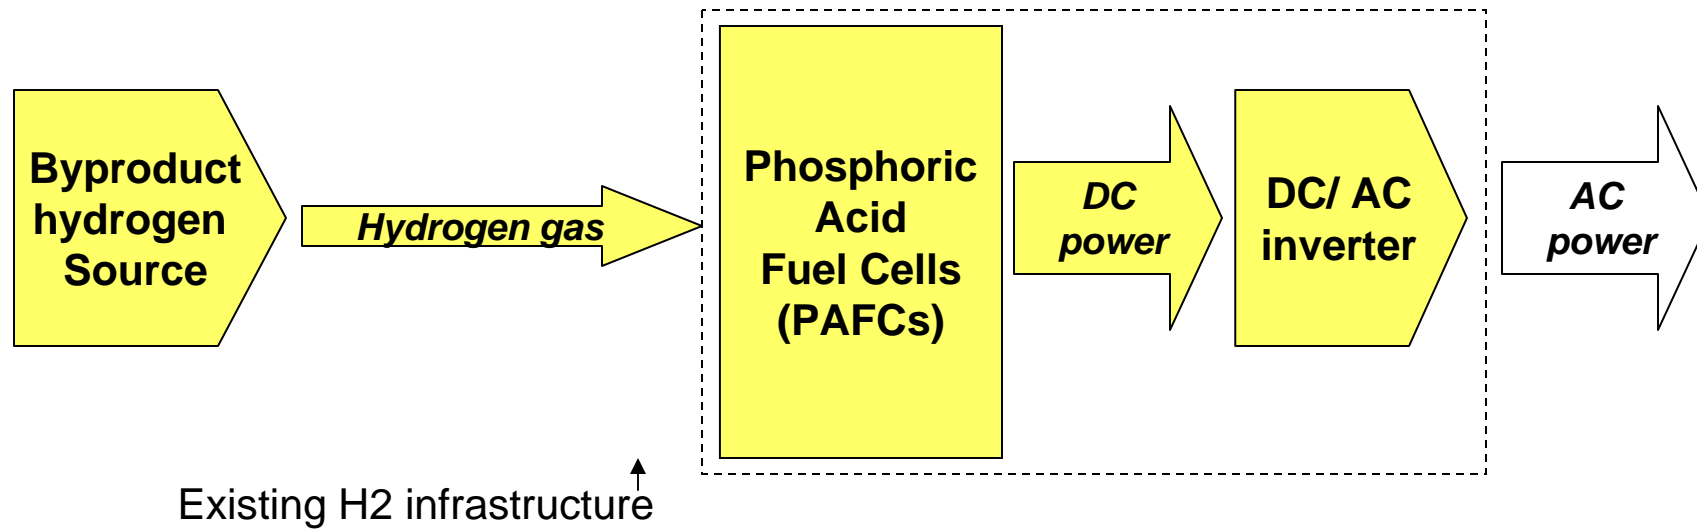 Byproduct
hydrogen
Source
Hydrogen gas
Phosphoric
Acid
Fuel Cells
(PAFCs)
DC
power
DC/ AC
inverter
AC
power
Existing H2 infrastructure